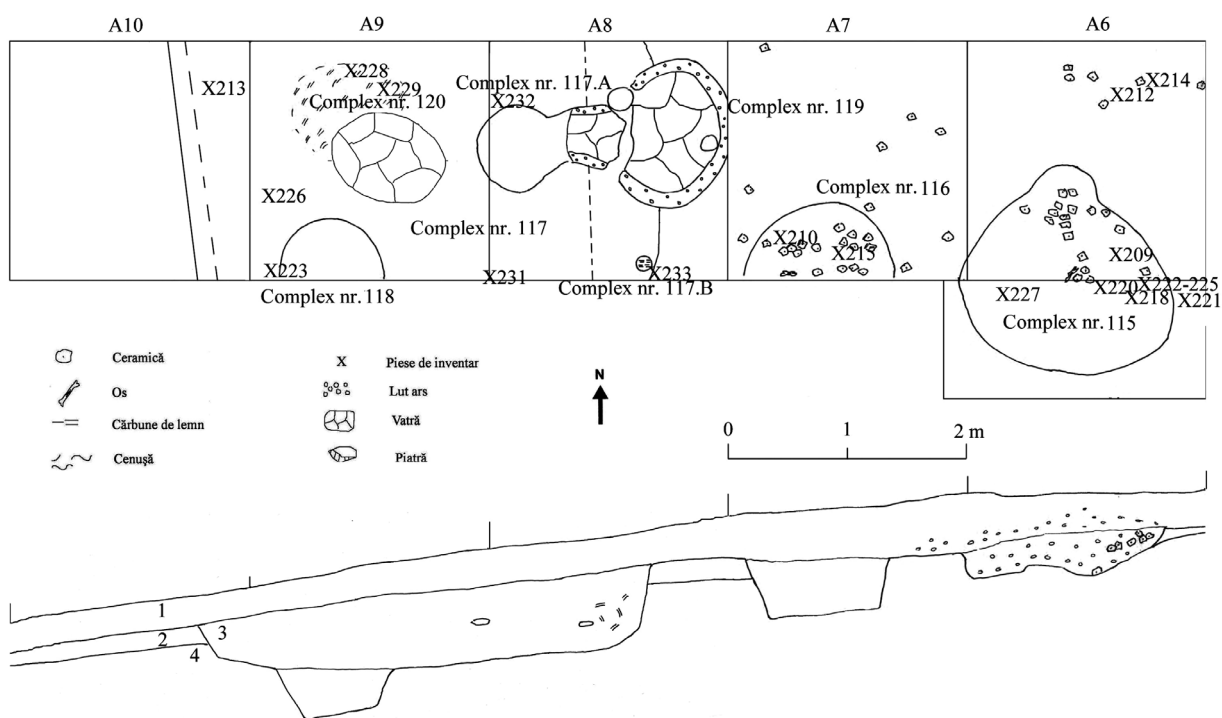 A10 A9 A8 A7 A6
X213
X228
X229
Complex nr. 120
Complex nr. 117.A
X232
Complex nr. 119
X214
X212
X226
Complex nr. 116
Complex nr. 117
X210
X215
X209
X223
Complex nr. 118
X231
X233
Complex nr. 117.B
X227
X220
X222-225
X218
X221
Complex nr. 115
Ceramică
Os
Cărbune de lemn
Cenușă
X Piese de inventar
Lut ars
Vatră
Piatră
N
0 1 2 m
1
2
3
4